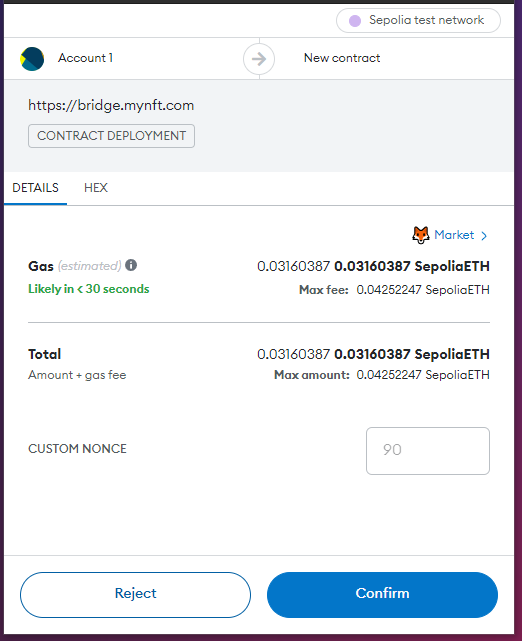 Sepolia test network
Account 1
New contract
https://bridge.mynft.com
CONTRACT DEPLOYMENT
DETAILS HEX
Market >
Gas (estimated) 0.03160387 0.03160387 SepoliaETH
Likely in < 30 seconds Max fee: 0.04252247 SepoliaETH
Total 0.03160387 0.03160387 SepoliaETH
Amount + gas fee Max amount: 0.04252247 SepoliaETH
CUSTOM NONCE 90
Reject Confirm